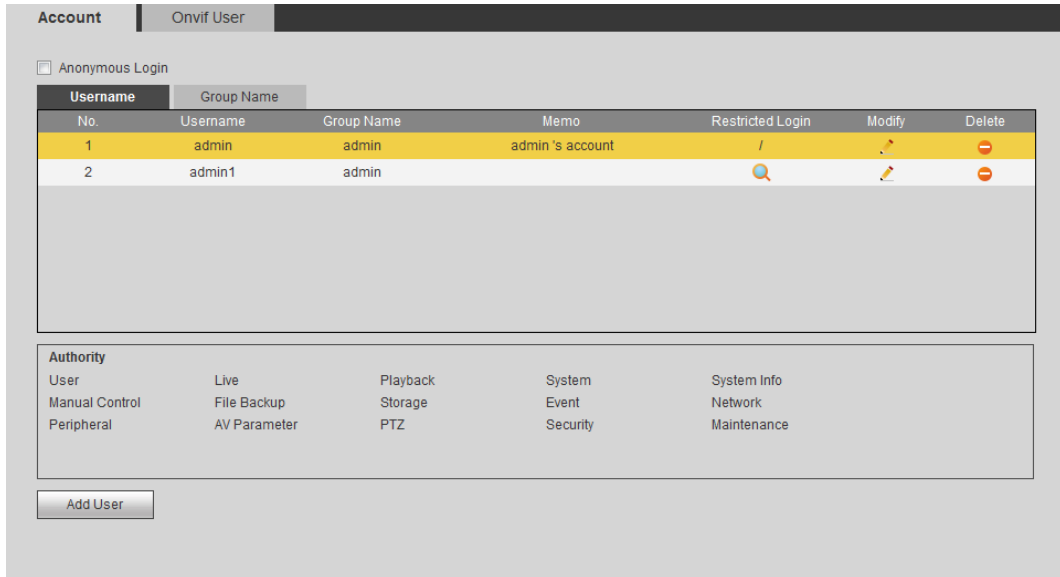 Account Onvif User
Anonymous Login
Username Group Name
No. Username Group Name Memo Restricted Login Modify Delete
1 admin admin admin 's account /
2 admin1 admin
Authority
User Live Playback System System Info
Manual Control File Backup Storage Event Network
Peripheral AV Parameter PTZ Security Maintenance
Add User